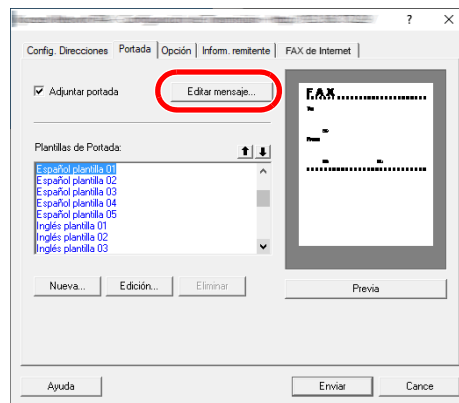 ?
Config. Direcciones Portada Opción Inform. remitente FAX de Internet
Adjuntar portada
Editar mensaje...
FAX
Plantillas de Portada:
Español plantilla 01
Español plantilla 02
Español plantilla 03
Español plantilla 04
Español plantilla 05
Inglés plantilla 01
Inglés plantilla 02
Inglés plantilla 03
Nueva... Edición... Eliminar
Previa
Ayuda Enviar Cance